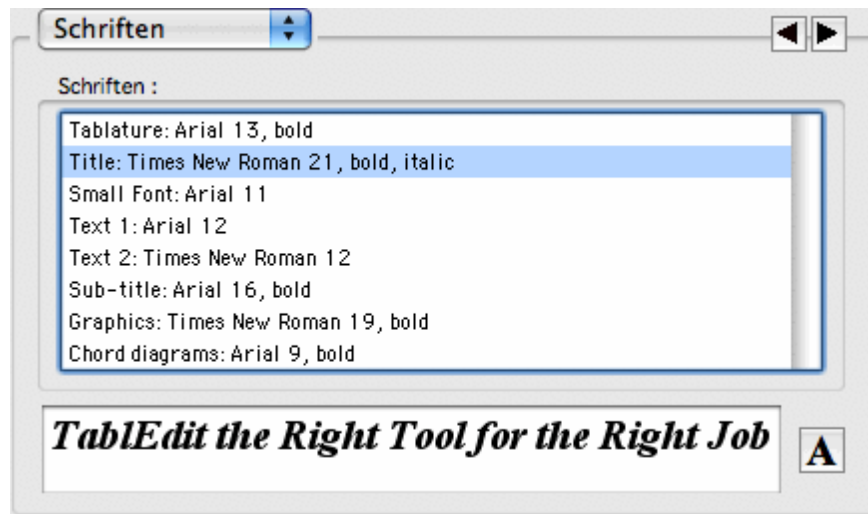 Schriften
Schriften :
Tablature: Arial 13, bold
Title: Times New Roman 21, bold, italic
Small Font: Arial 11
Text 1: Arial 12
Text 2: Times New Roman 12
Sub-title: Arial 16, bold
Graphics: Times New Roman 19, bold
Chord diagrams: Arial 9, bold
TablEdit the Right Tool for the Right Job
A